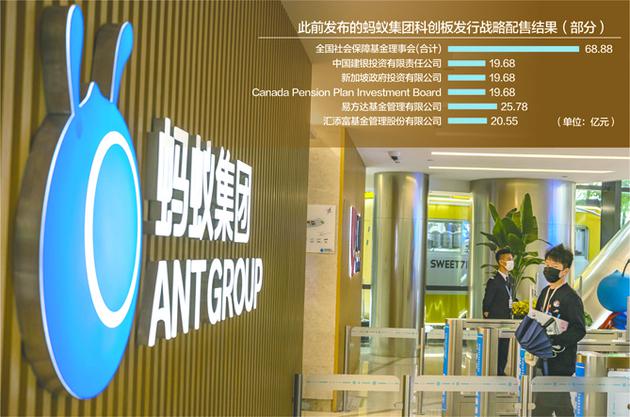 此前发布的蚂蚁集团科创板发行战略配售结果（部分）
全国社会保障基金理事会(合计) 68.88
中国建银投资有限责任公司 19.68
新加坡政府投资有限公司 19.68
Canada Pension Plan Investment Board 19.68
易方达基金管理有限公司 25.78
汇添富基金管理股份有限公司 20.55 （单位：亿元）
蚂蚁集团
ANT GROUP